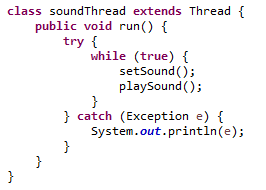 class soundThread extends Thread {
    public void run() {
        try {
            while (true) {
                setSound();
                playSound();
            }
        } catch (Exception e) {
            System.out.println(e);
        }
    }
}